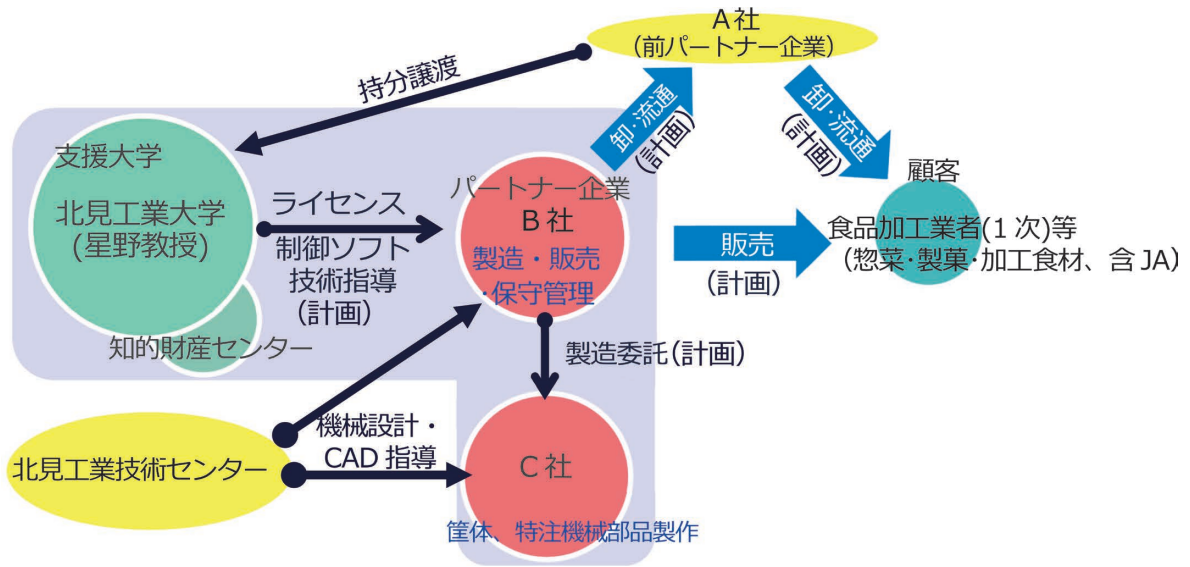 A社
(前パートナー企業)
持分譲渡
卸・流通
(計画)
卸・流通
(計画)
支援大学
北見工業大学
(星野教授)
知的財産センター
ライセンス
制御ソフト
技術指導
(計画)
パートナー企業
B社
製造・販売
・保守管理
販売
(計画)
顧客
食品加工業者(1次)等
(惣菜・製菓・加工食材、含JA)
製造委託(計画)
北見工業技術センター
機械設計・
CAD指導
C社
筐体、特注機械部品製作